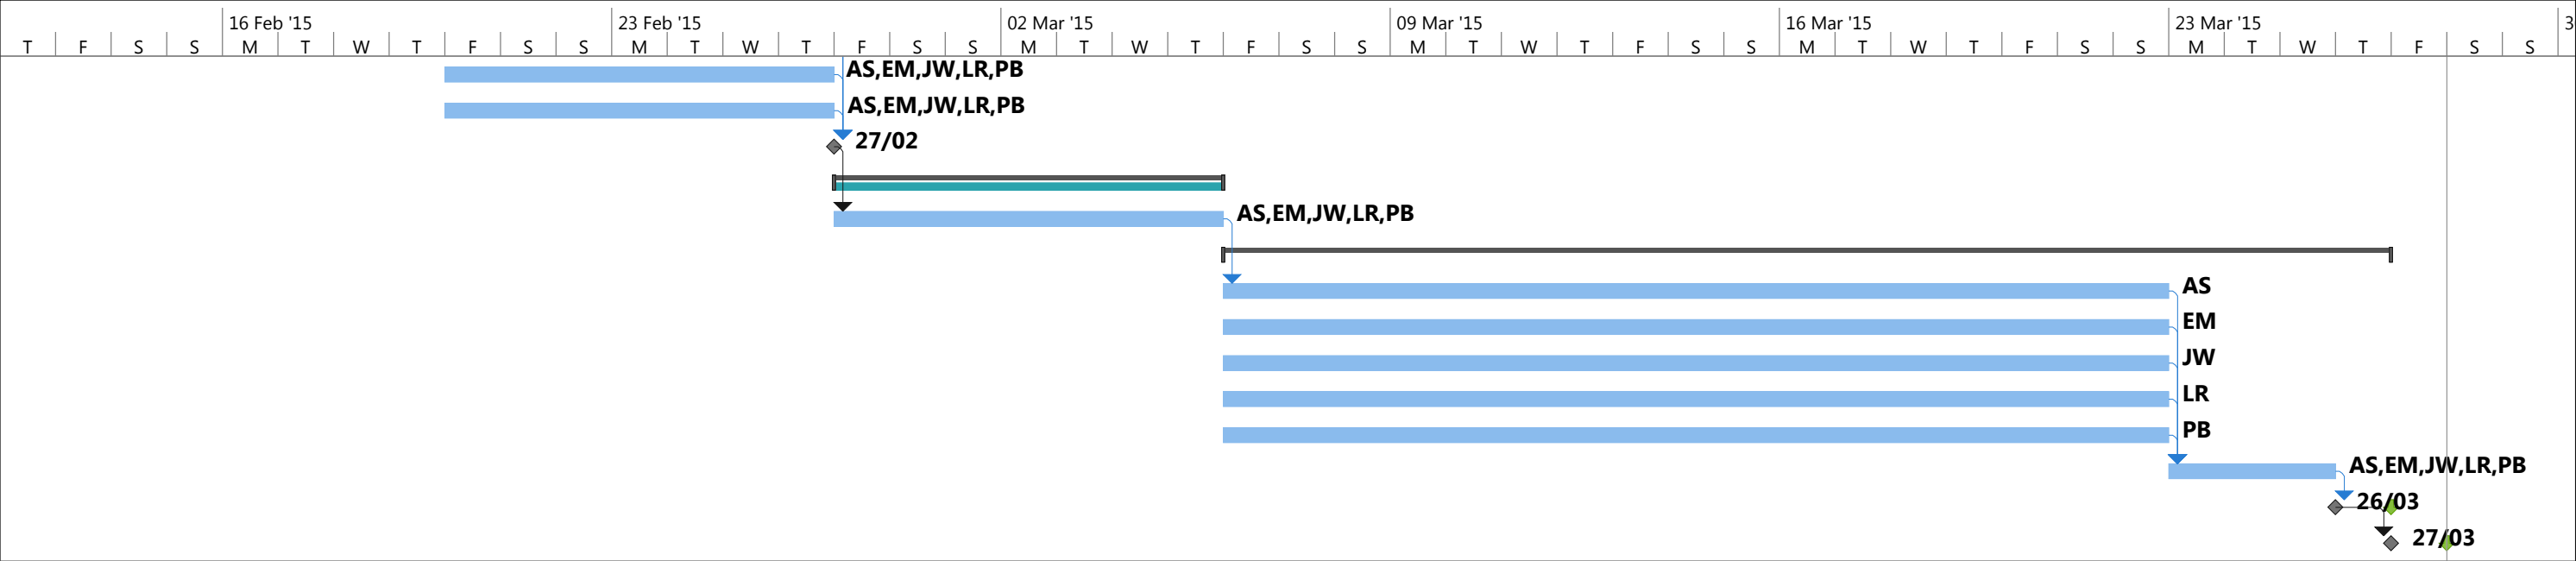 16 Feb '15 23 Feb '15 02 Mar '15 09 Mar '15 16 Mar '15 23 Mar '15 3
T F S S M T W T F S S M T W T F S S M T W T F S S M T W T F S S M T W T F S S M T W T F S S
AS,EM,JW,LR,PB
AS,EM,JW,LR,PB
27/02
AS,EM,JW,LR,PB
AS
EM
JW
LR
PB
AS,EM,JW,LR,PB
26/03
27/03